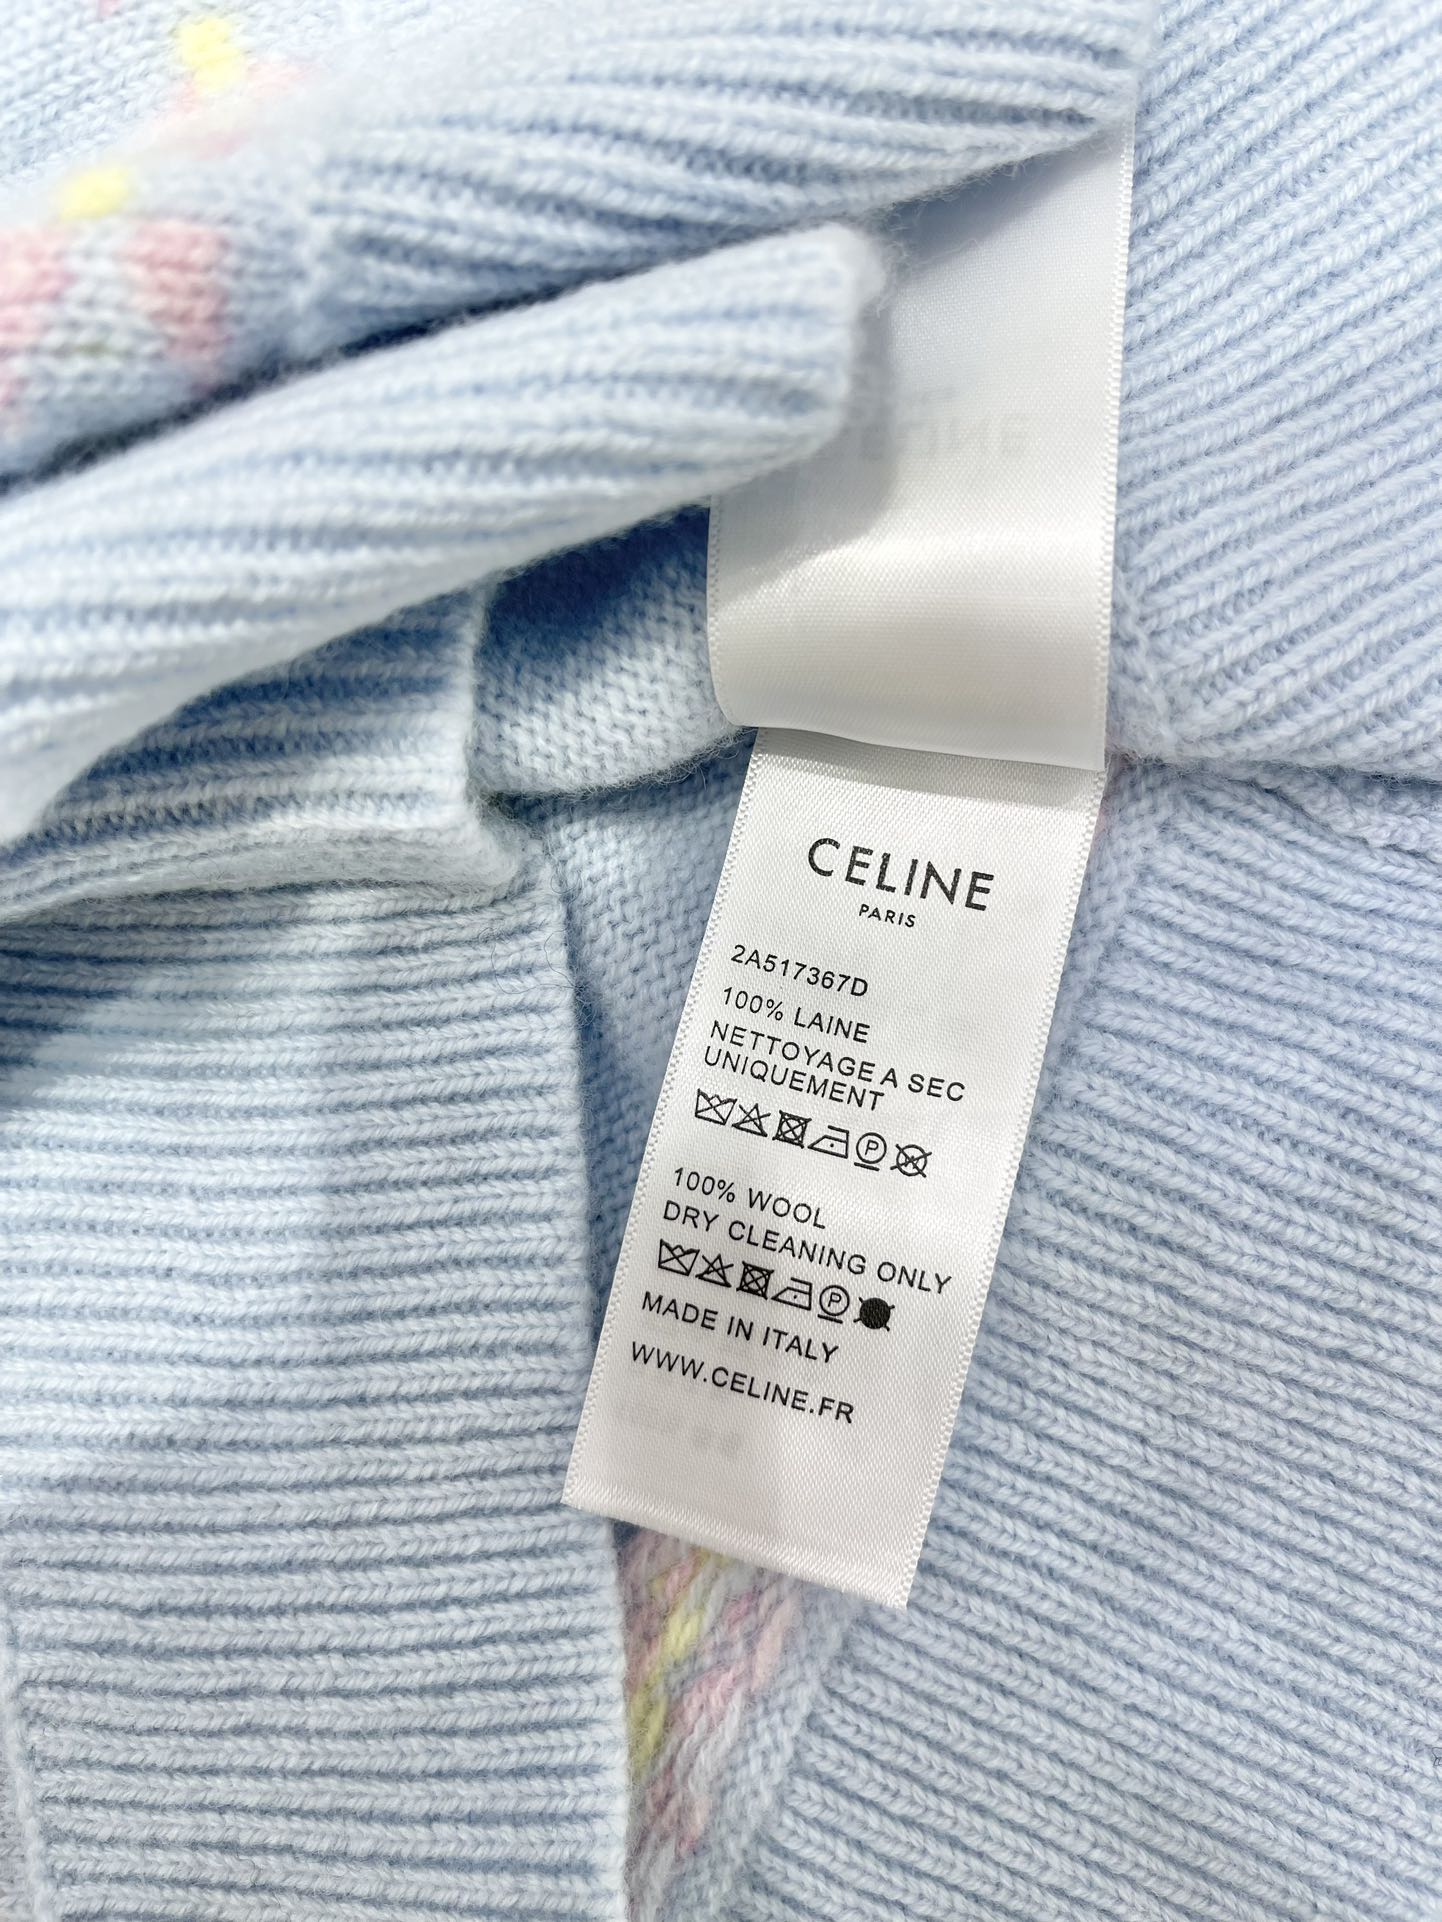 CELINE
PARIS
2A517367D
100% LAINE
NETTOYAGE A SEC
UNIQUEMENT
P
100% WOOL
DRY CLEANING ONLY
P
MADE IN ITALY
WWW.CELINE.FR